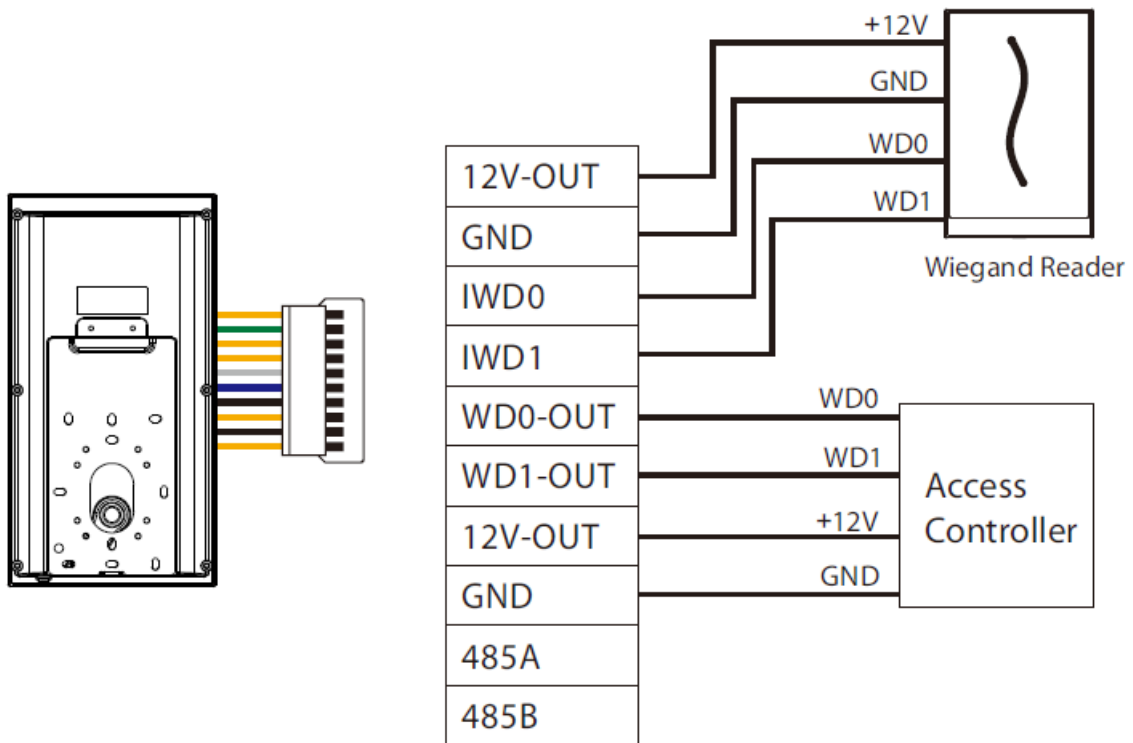 +12V
GND
WD0
WD1
Wiegand Reader
12V-OUT
GND
IWD0
IWD1
WD0-OUT
WD1-OUT
12V-OUT
GND
485A
485B
WD0
WD1
+12V
GND
Access
Controller